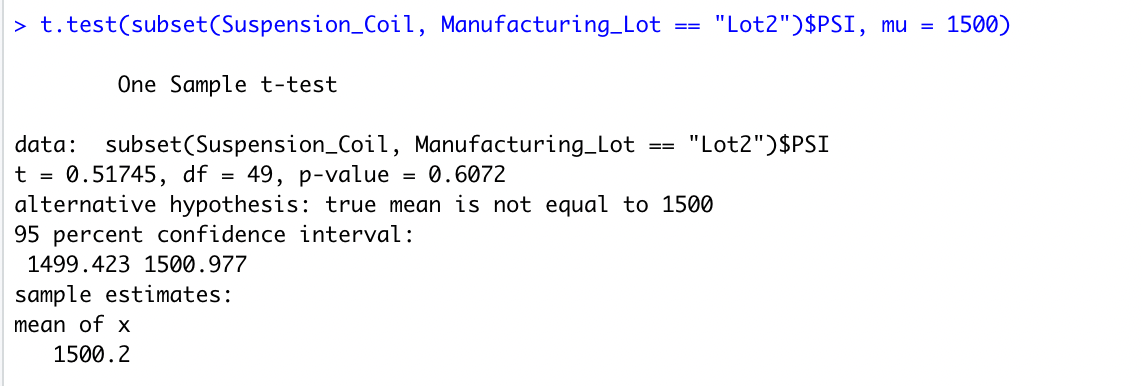 > t.test(subset(Suspension_Coil, Manufacturing_Lot == "Lot2")$PSI, mu = 1500)
One Sample t-test
data:  subset(Suspension_Coil, Manufacturing_Lot == "Lot2")$PSI
t = 0.51745, df = 49, p-value = 0.6072
alternative hypothesis: true mean is not equal to 1500
95 percent confidence interval:
1499.423 1500.977
sample estimates:
mean of x
1500.2